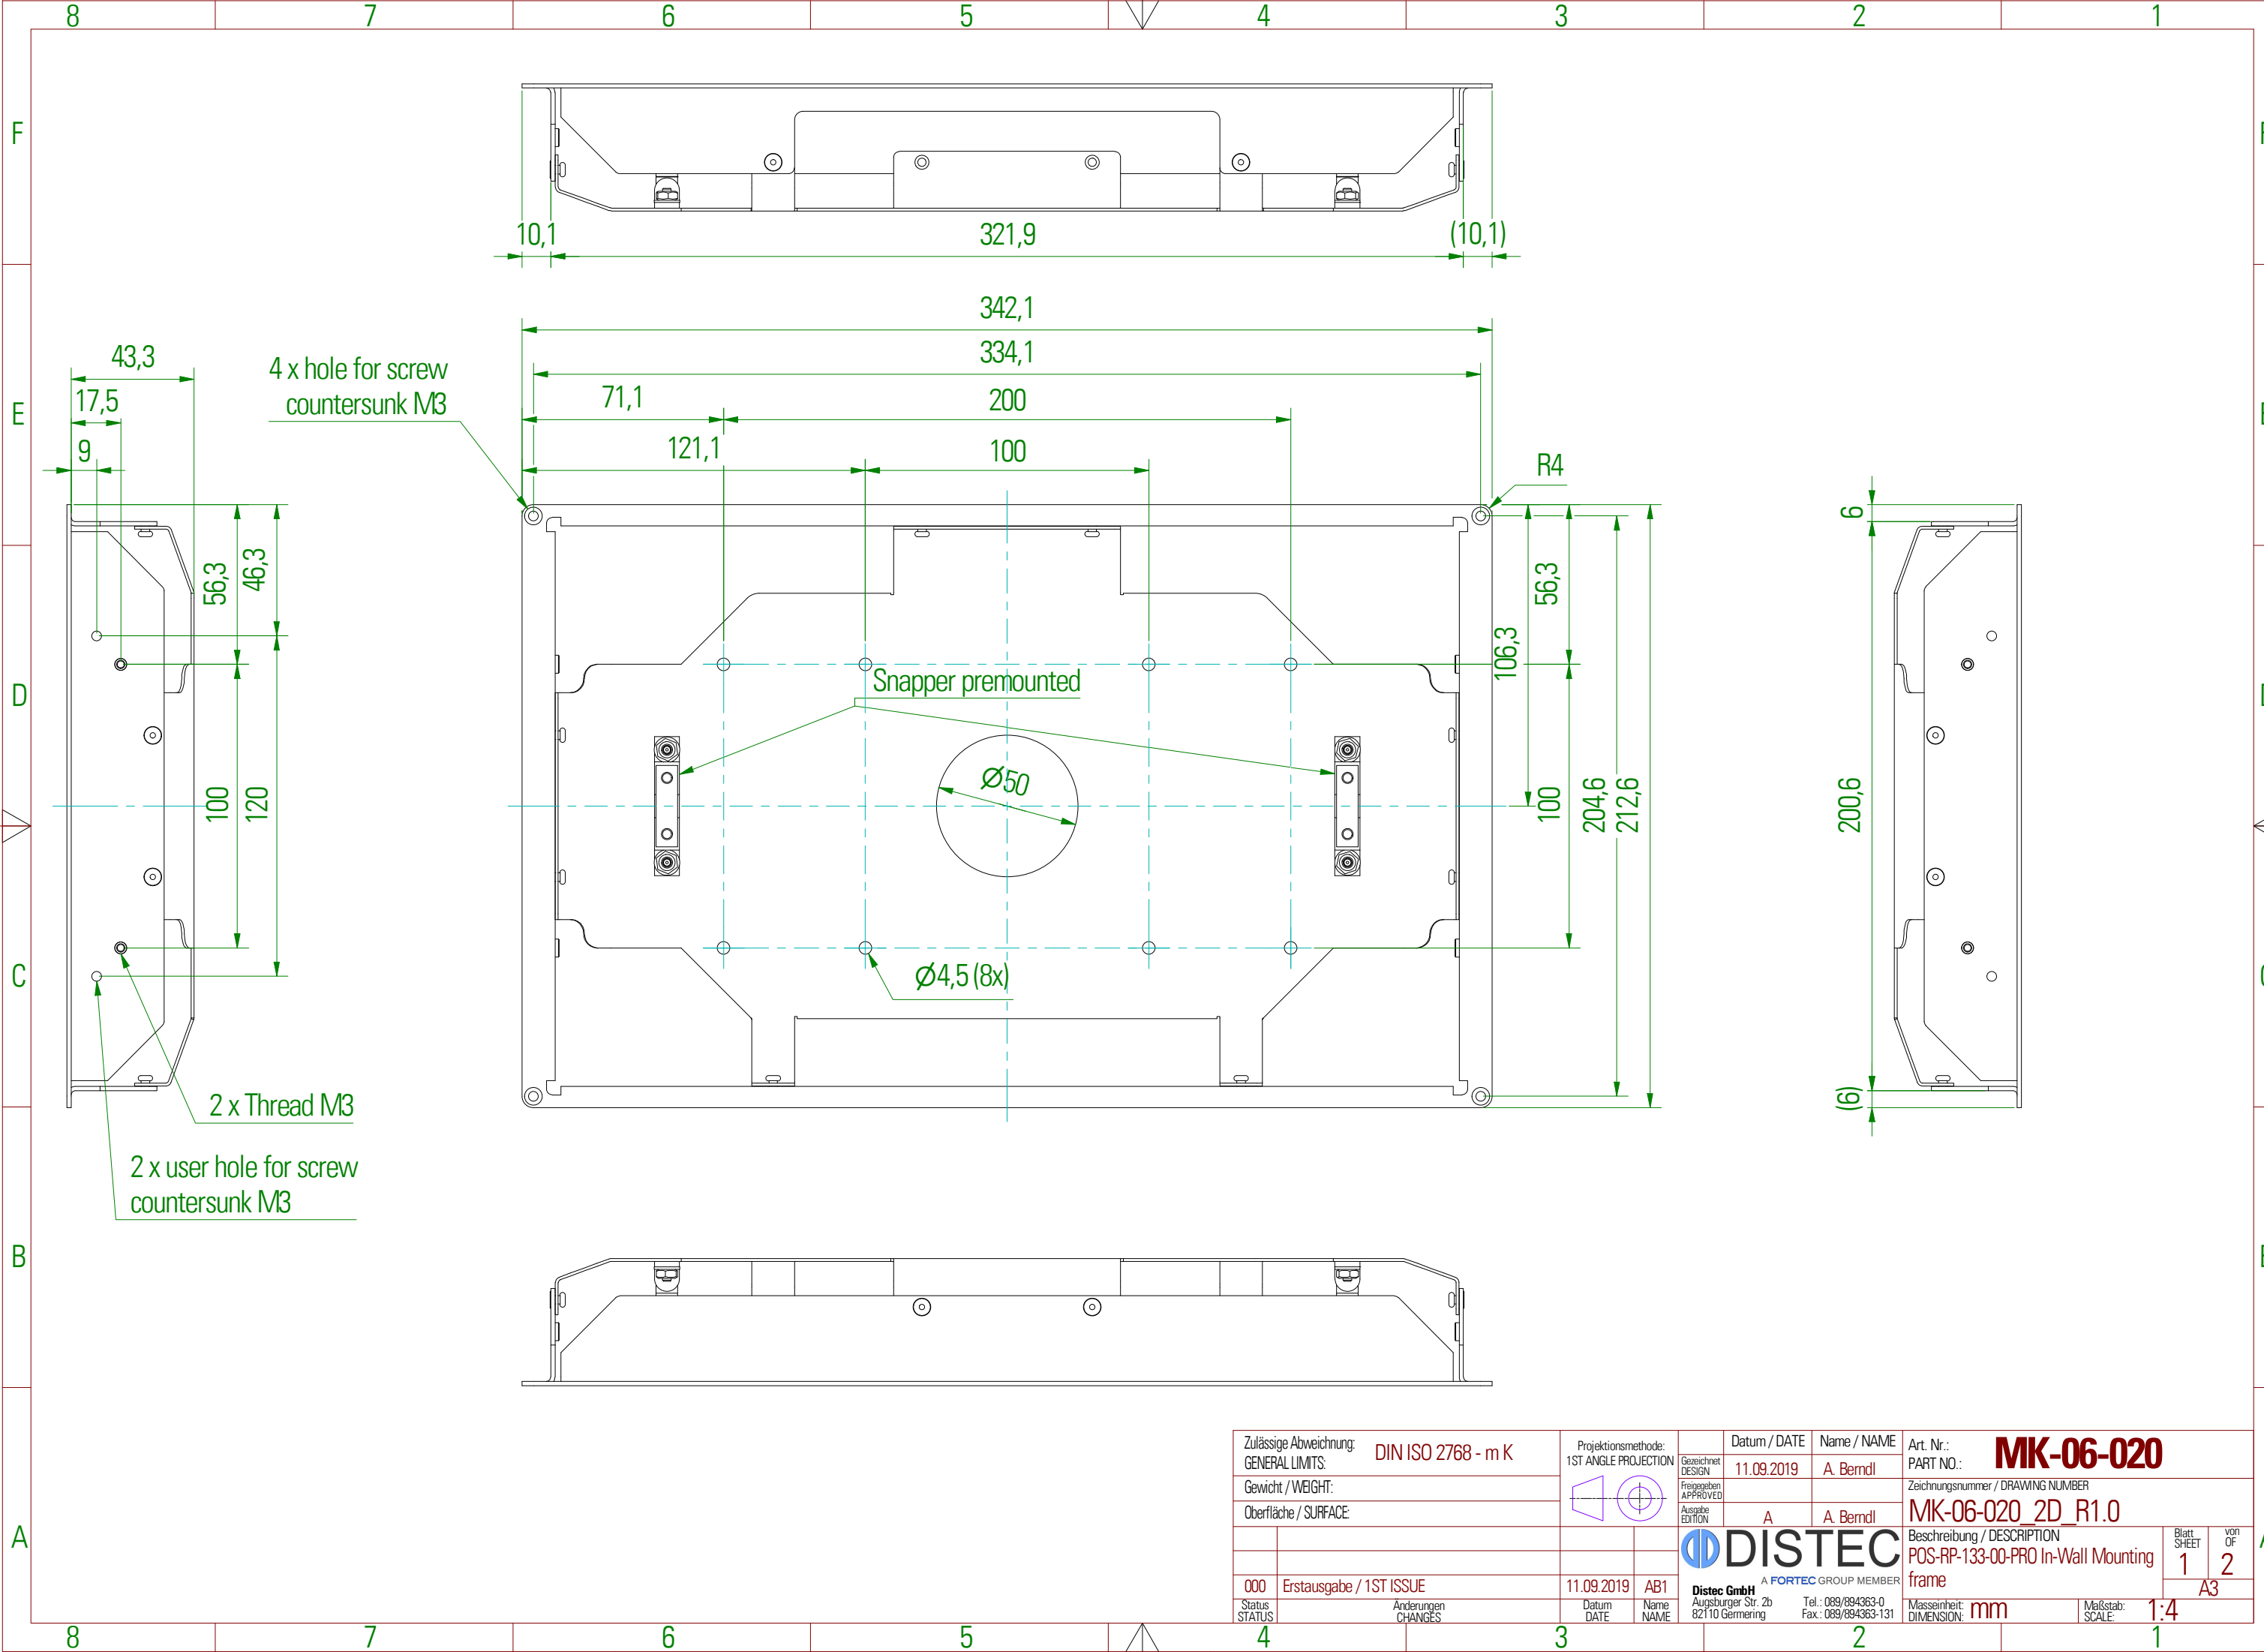 8 7 6 5 4 3 2 1
F
E
D
C
B
A
10,1
321,9
(10,1)
342,1
334,1
71,1
200
121,1
100
R4
43,3
17,5
9
4 x hole for screw
countersunk M3
56,3
46,3
100
120
2 x Thread M3
2 x user hole for screw
countersunk M3
Snapper premounted
Ø50
Ø4,5 (8x)
56,3
106,3
100
204,6
212,6
6
200,6
(6)
Zulässige Abweichnung:
GENERAL LIMITS:
DIN ISO 2768 - m K
Gewicht / WEIGHT:
Oberfläche / SURFACE:
Projektionsmethode:
1ST ANGLE PROJECTION
Datum / DATE
Name / NAME
Gezeichnet
DESIGN
11.09.2019
A. Berndl
Freigegeben
APPROVED
Ausgabe
EDITION
A
A. Berndl
Art. Nr.:
PART NO.:
MK-06-020
Zeichnungsnummer / DRAWING NUMBER
MK-06-020_2D_R1.0
Beschreibung / DESCRIPTION
POS-RP-133-00-PRO In-Wall Mounting
frame
Blatt
SHEET
1
von
OF
2
A3
Masseinheit:
DIMENSION:
mm
Maßstab:
SCALE:
1:4
DISTEC
A FORTEC GROUP MEMBER
Distec GmbH
Augsburger Str. 2b
82110 Germering
Tel.: 089/894363-0
Fax.: 089/894363-131
000
Erstausgabe / 1ST ISSUE
11.09.2019
AB1
Status
STATUS
Änderungen
CHANGES
Datum
DATE
Name
NAME
8 7 6 5 4 3 2 1